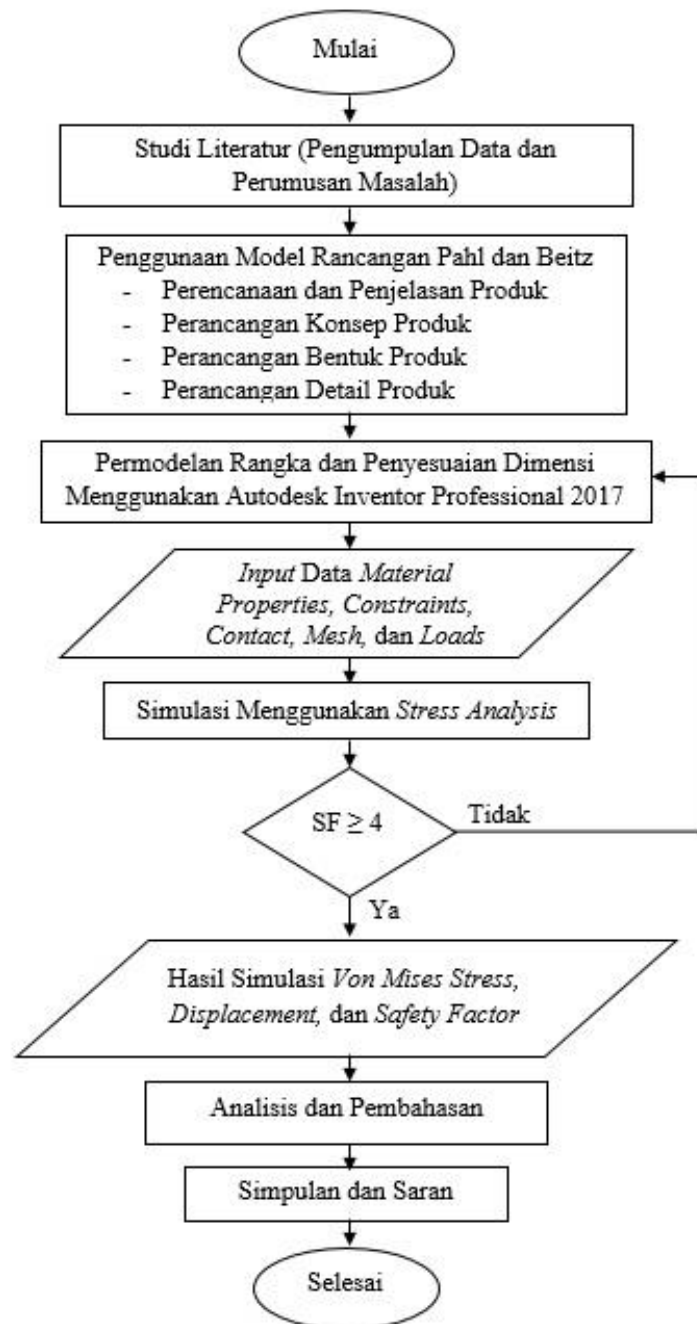 Mulai
Studi Literatur (Pengumpulan Data dan
Perumusan Masalah)
Penggunaan Model Rancangan Pahl dan Beitz
- Perencanaan dan Penjelasan Produk
- Perancangan Konsep Produk
- Perancangan Bentuk Produk
- Perancangan Detail Produk
Permodelan Rangka dan Penyesuaian Dimensi
Menggunakan Autodesk Inventor Professional 2017
Input Data Material
Properties, Constraints,
Contact, Mesh, dan Loads
Simulasi Menggunakan Stress Analysis
SF ≥ 4
Tidak
Ya
Hasil Simulasi Von Mises Stress,
Displacement, dan Safety Factor
Analisis dan Pembahasan
Simpulan dan Saran
Selesai